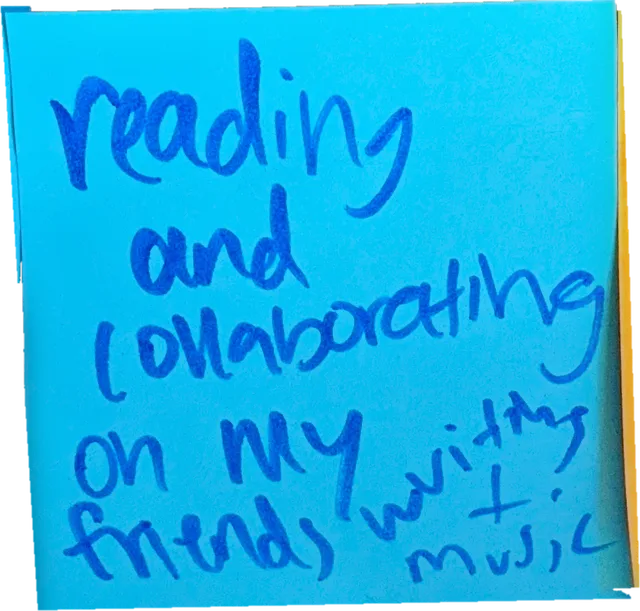 reading
and
collaborating
on my
friends writing
+
music